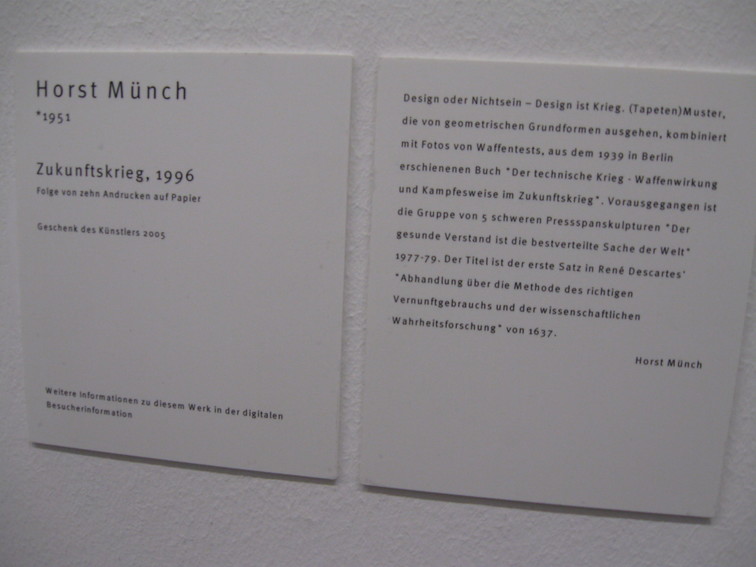 Horst Münch
*1951
Zukunftskrieg, 1996
Folge von zehn Andrucken auf Papier
Geschenk des Künstlers 2005
Weitere Informationen zu diesem Werk in der digitalen
Besucherinformation
Design oder Nichtsein – Design ist Krieg. (Tapeten)Muster,
die von geometrischen Grundformen ausgehen, kombiniert
mit Fotos von Waffentests, aus dem 1939 in Berlin
erschienenen Buch "Der technische Krieg - Waffenwirkung
und Kampfesweise im Zukunftskrieg". Vorausgegangen ist
die Gruppe von 5 schweren Pressspanskulpturen "Der
gesunde Verstand ist die bestverteilte Sache der Welt"
1977-79. Der Titel ist der erste Satz in René Descartes'
"Abhandlung über die Methode des richtigen
Vernunftgebrauchs und der wissenschaftlichen
Wahrheitsforschung" von 1637.
Horst Münch